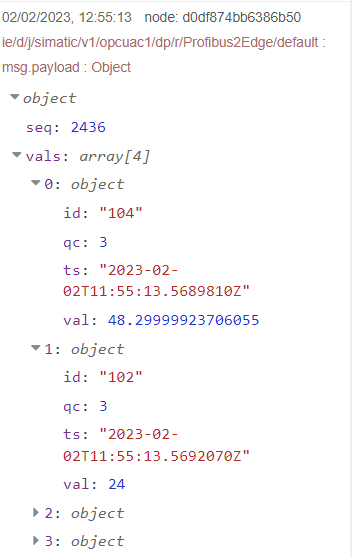 02/02/2023, 12:55:13 node: d0df874bb6386b50
ie/d/j/simatic/v1/opcuac1/dp/r/Profibus2Edge/default :
msg.payload : Object
object
seq: 2436
vals: array[4]
0: object
id: "104"
qc: 3
ts: "2023-02-
02T11:55:13.5689810Z"
val: 48.29999923706055
1: object
id: "102"
qc: 3
ts: "2023-02-
02T11:55:13.5692070Z"
val: 24
2: object
3: object